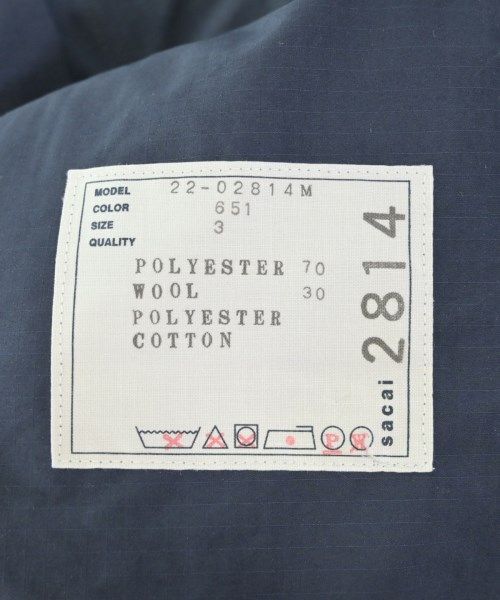 MODEL 22-02814M
COLOR 651
SIZE 3
QUALITY
POLYESTER 70
WOOL 30
POLYESTER
COTTON
P W
sacai 2814